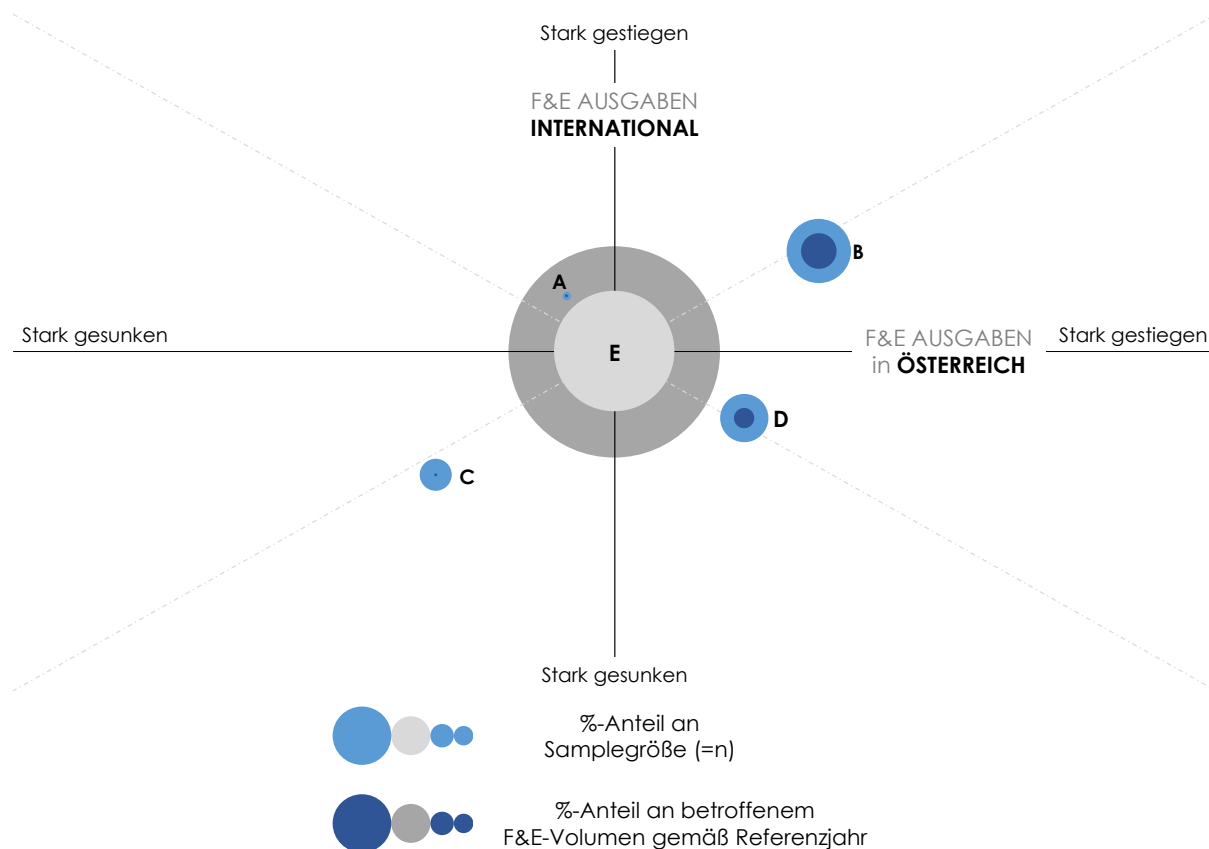 Stark gestiegen
F&E AUSGABEN
INTERNATIONAL
B
A
Stark gesunken
E
F&E AUSGABEN
in ÖSTERREICH
Stark gestiegen
D
C
Stark gesunken
%-Anteil an
Samplegröße (=n)
%-Anteil an betroffenem
F&E-Volumen gemäß Referenzjahr